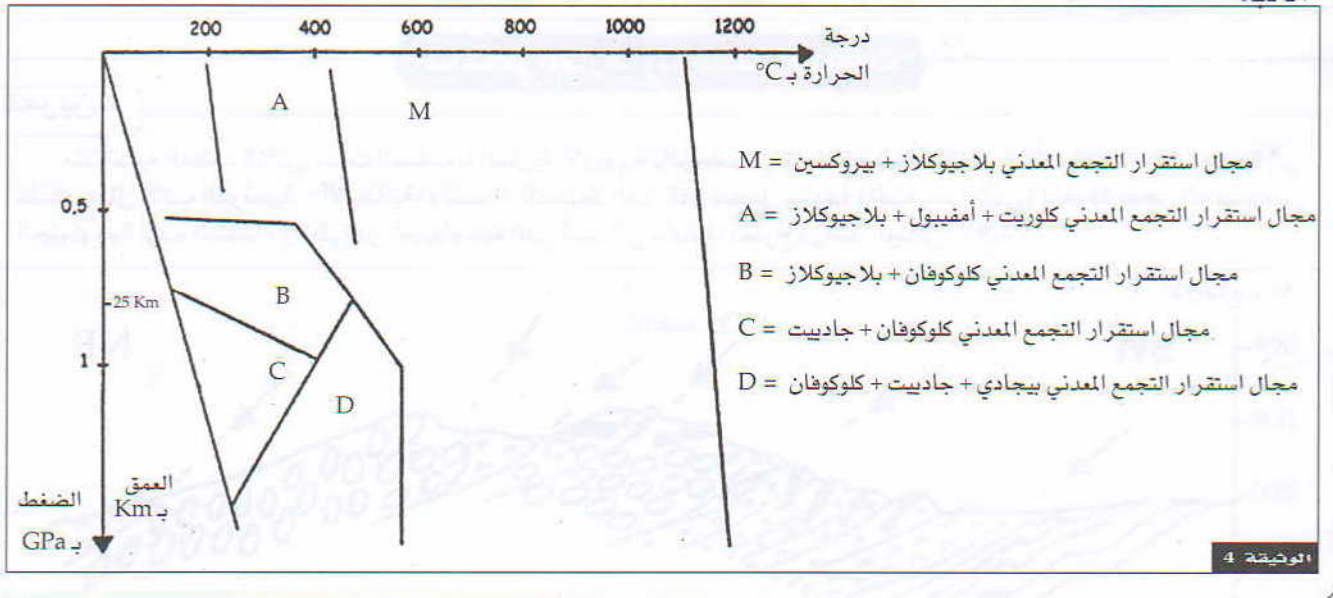 200 400 600 800 1000 1200
درجة
الحرارة بـ C°
A
M
0,5
B
25 Km
1
C
D
العمق
بـ Km
الضغط
بـ GPa
M = مجال استقرار التجمع المعدني بلاجيوكلاز + بيروكسين
A = مجال استقرار التجمع المعدني كلوريت + أمفيبول + بلاجيوكلاز
B = مجال استقرار التجمع المعدني كلوكوفان + بلاجيوكلاز
C = مجال استقرار التجمع المعدني كلوكوفان + جادبيت
D = مجال استقرار التجمع المعدني بيجادي + جادبيت + كلوكوفان
الوثيقة 4